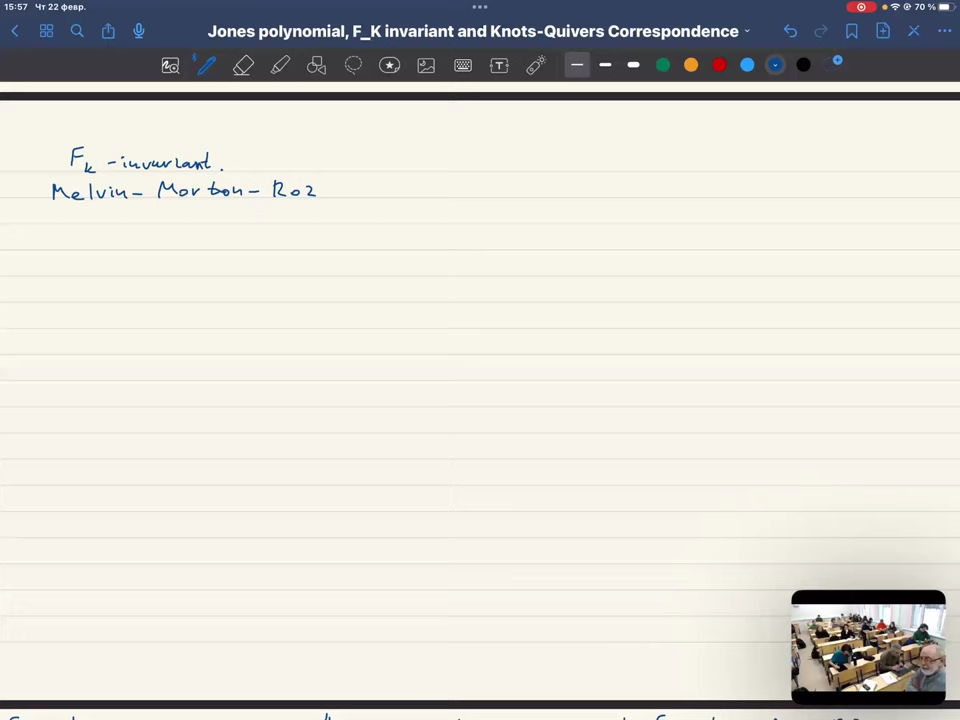 15:57 Чт 22 февр.
70 %
Jones polynomial, F_K invariant and Knots-Quivers Correspondence
F_K - invariant.
Melvin - Morton - Roz